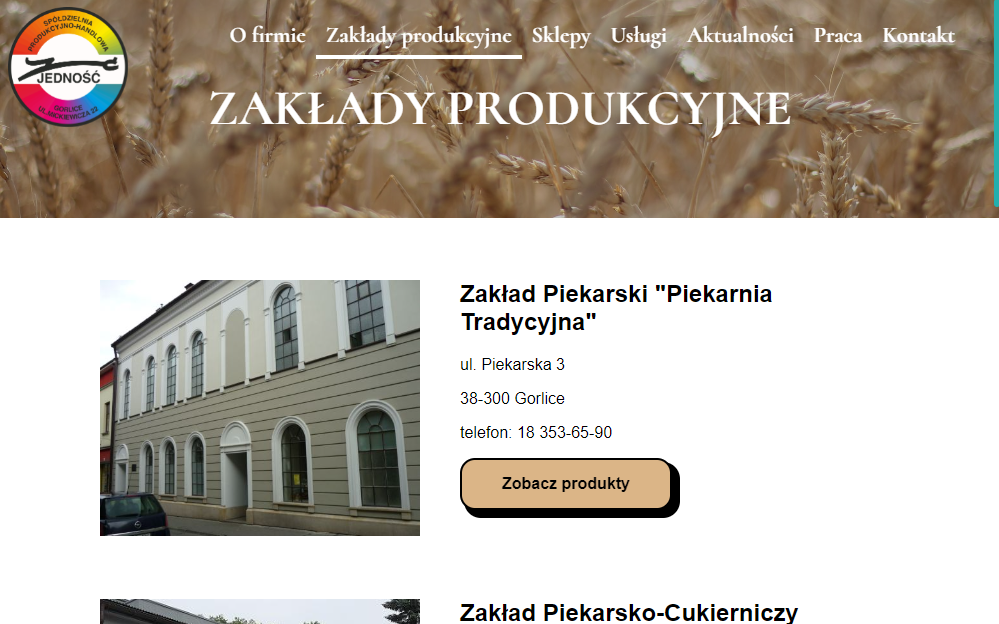 SPÓŁDZIELNIA
PRODUKCYJNO-HANDLOWA
JEDNOŚĆ
GORLICE
UL. MICKIEWICZA 22
O firmie Zakłady produkcyjne Sklepy Usługi Aktualności Praca Kontakt
ZAKŁADY PRODUKCYJNE
Zakład Piekarski "Piekarnia
Tradycyjna"
ul. Piekarska 3
38-300 Gorlice
telefon: 18 353-65-90
Zobacz produkty
Zakład Piekarsko-Cukierniczy